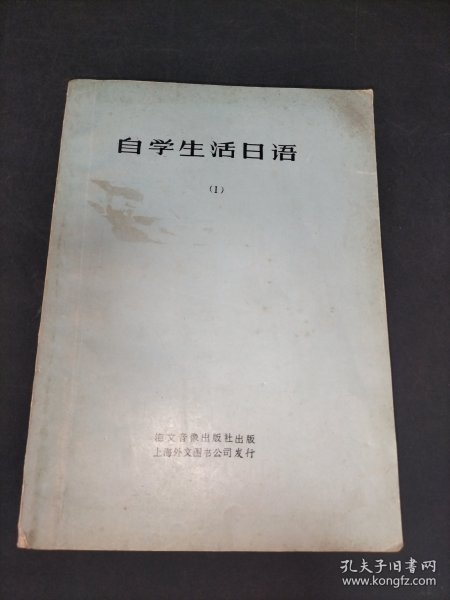 自学生活日语
(I)
海文音像出版社出版
上海外文图书公司发行
孔夫子旧书网
www.kongfz.com